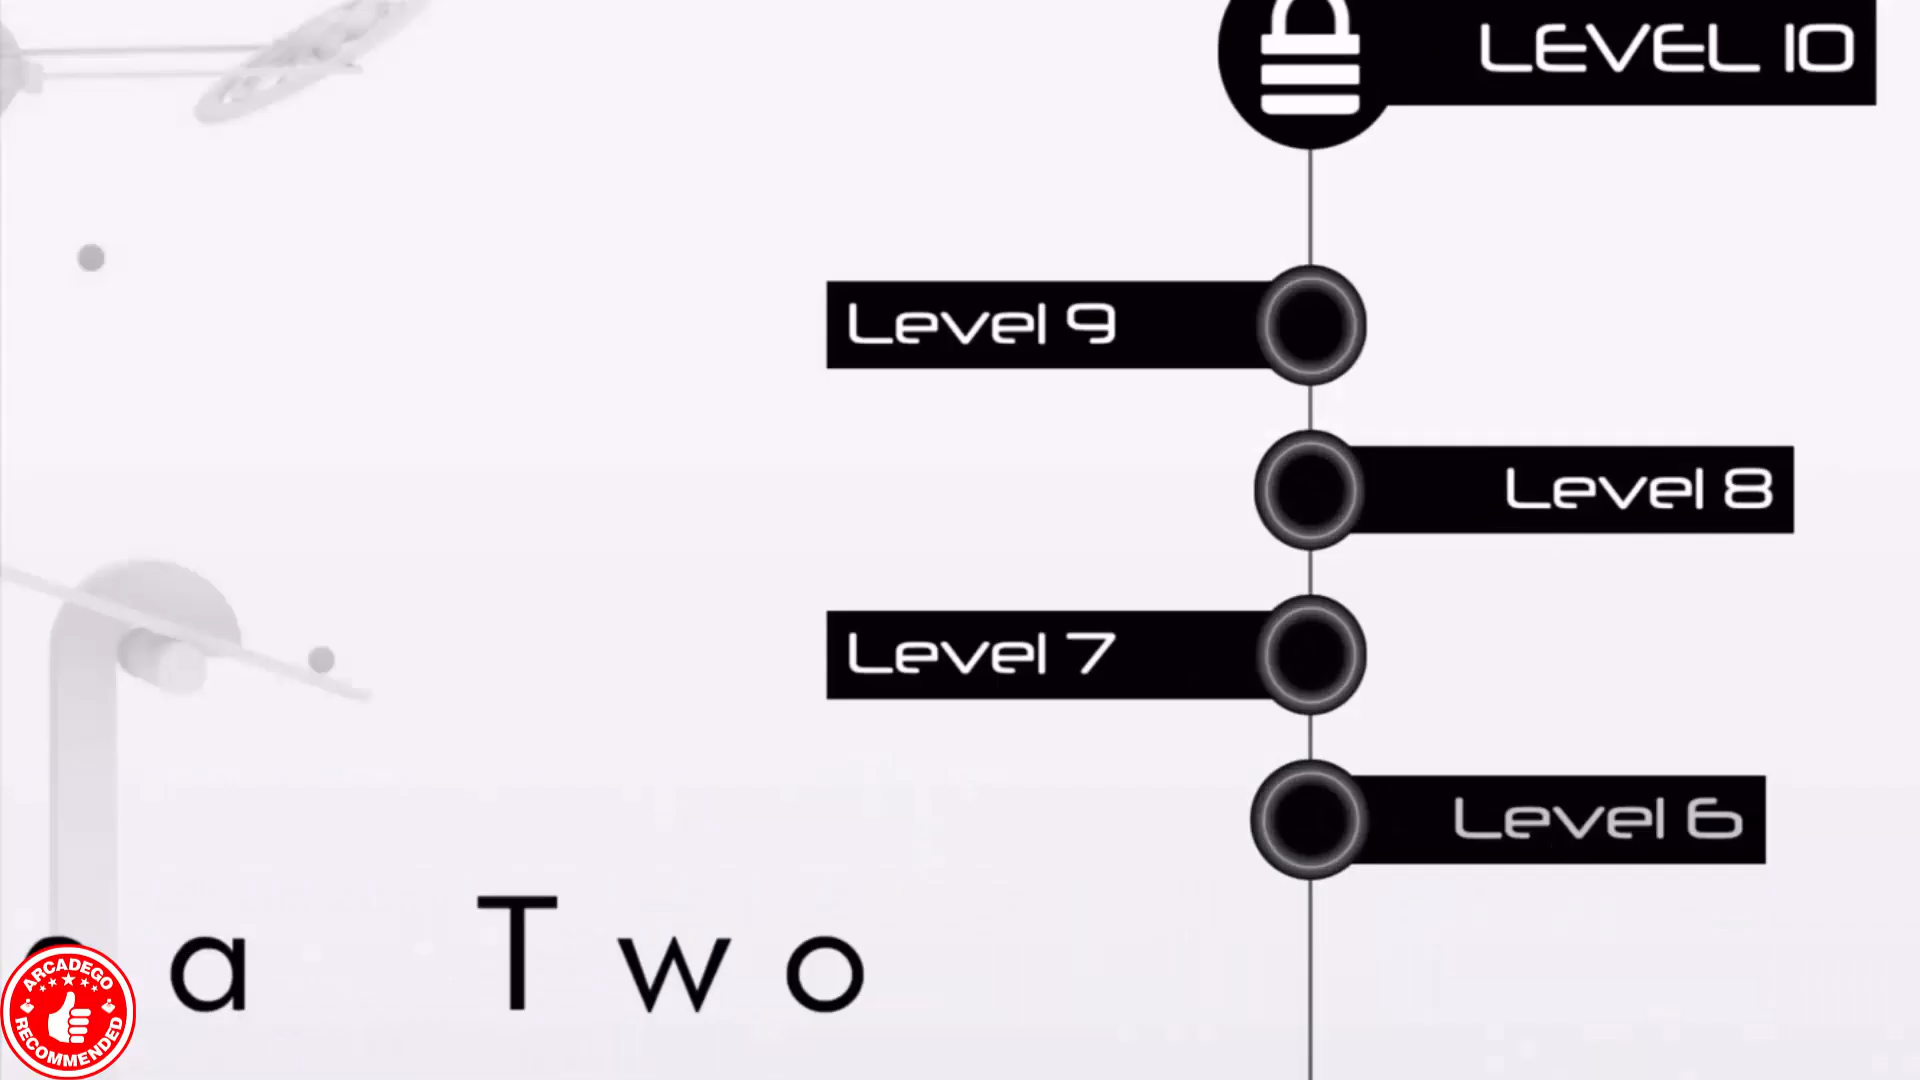 LEVEL 10
Level 9
Level 8
Level 7
Level 6
a Two
ARCADEGO
RECOMMENDED